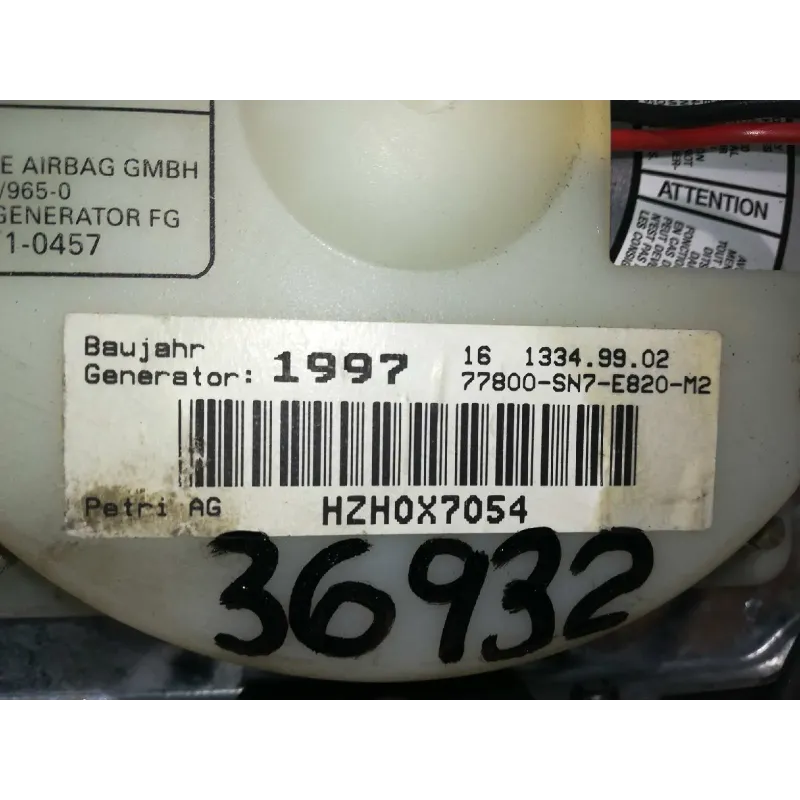 E AIRBAG GMBH
/965-0
GENERATOR FG
1-0457
ATTENTION
Baujahr
Generator: 1997
16 1334.99.02
77800-SN7-E820-M2
Petri AG
HZH0X7054
36932